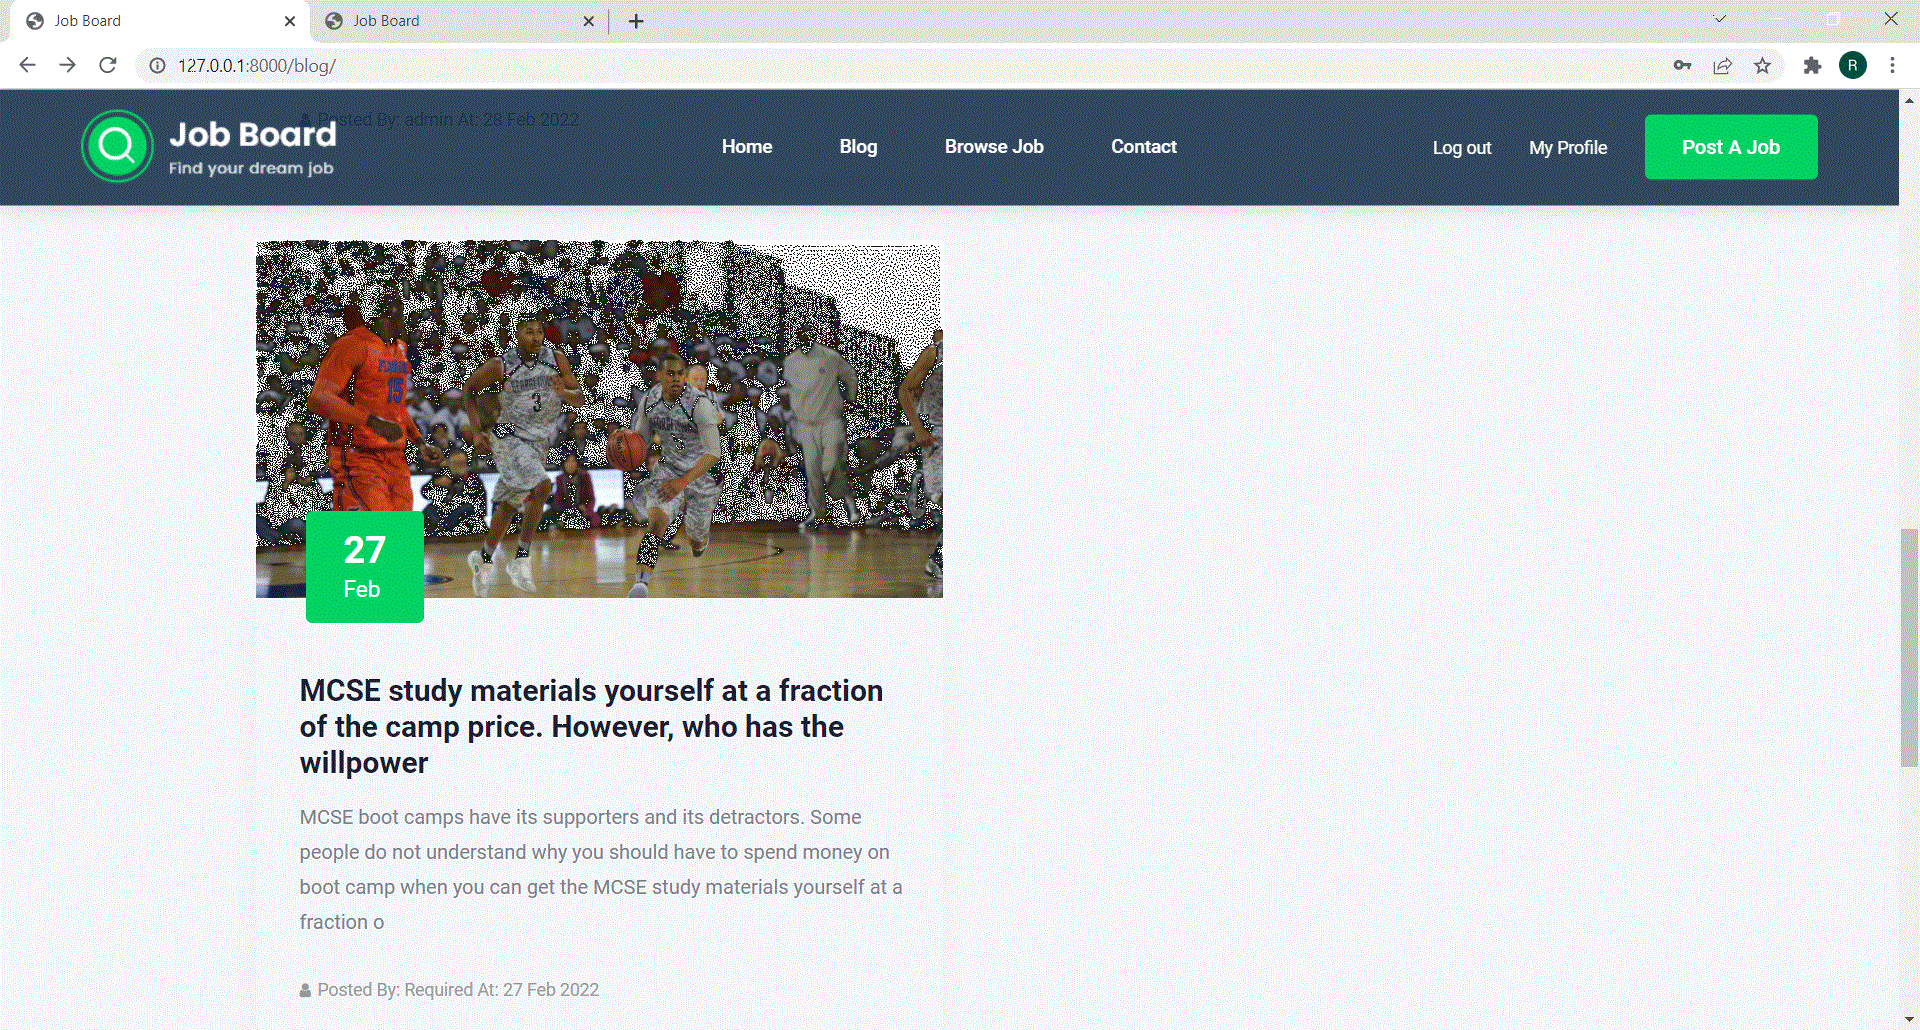 Job Board
Job Board
127.0.0.1:8000/blog/
R
Posted By: admin At: 28 Feb 2022
Job Board
Find your dream job
Home
Blog
Browse Job
Contact
Log out
My Profile
Post A Job
15
3
27
Feb
MCSE study materials yourself at a fraction
of the camp price. However, who has the
willpower
MCSE boot camps have its supporters and its detractors. Some
people do not understand why you should have to spend money on
boot camp when you can get the MCSE study materials yourself at a
fraction o
Posted By: Required At: 27 Feb 2022